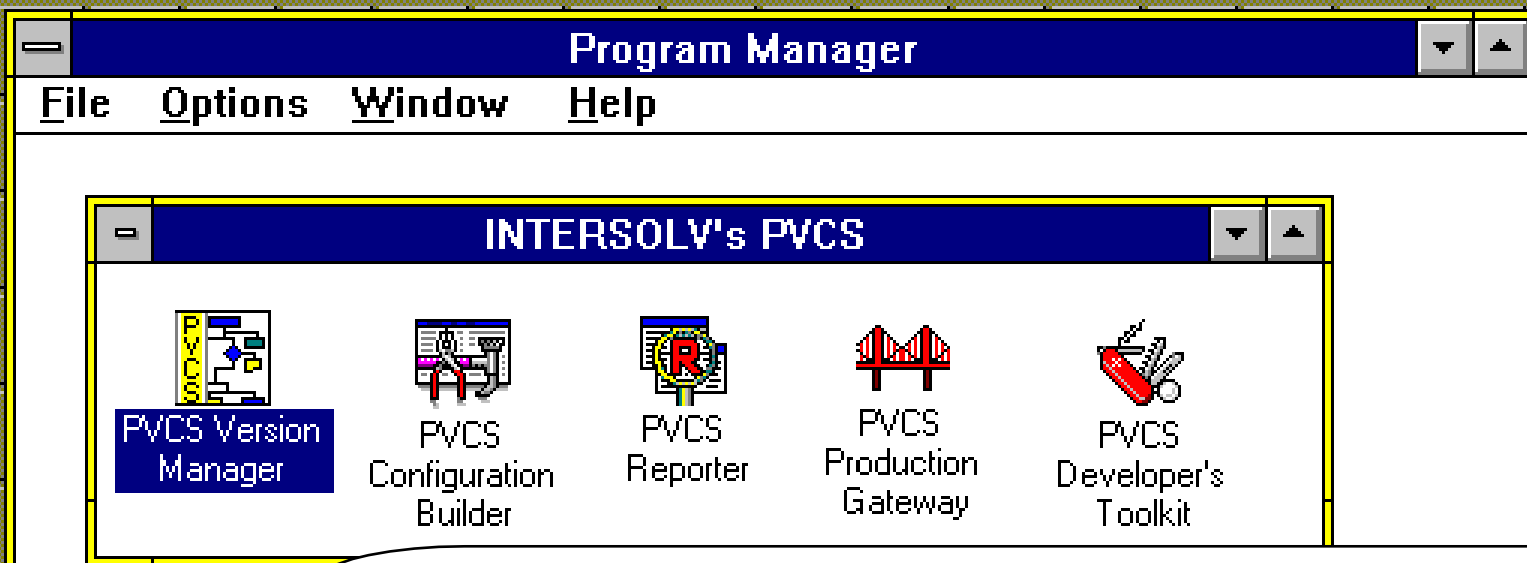 Program Manager
File Options Window Help
INTERSOLV's PVCS
PVCS
R
PVCS Version
Manager
PVCS
Configuration
Builder
PVCS
Reporter
PVCS
Production
Gateway
PVCS
Developer's
Toolkit